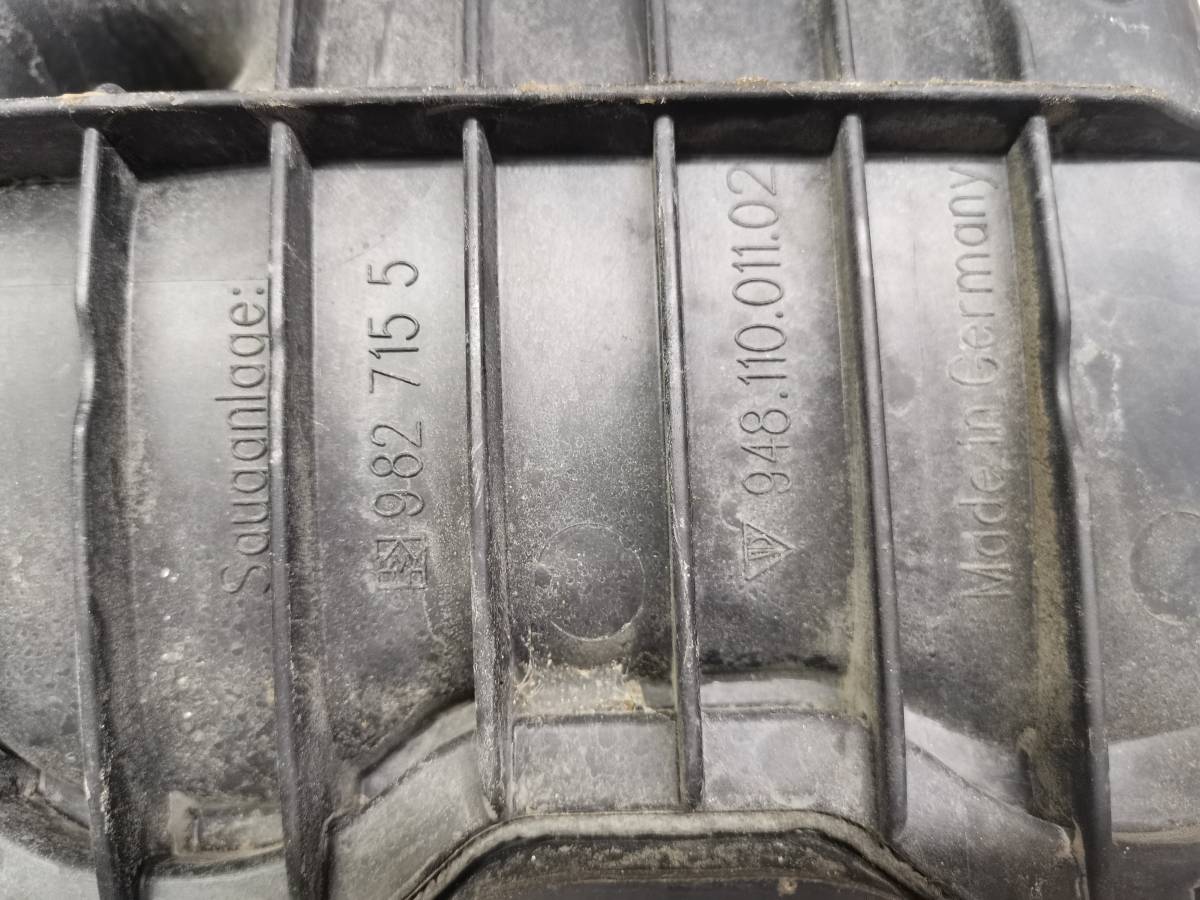 Sauganlage:
982 715 5
948.110.011.02
Made in Germany